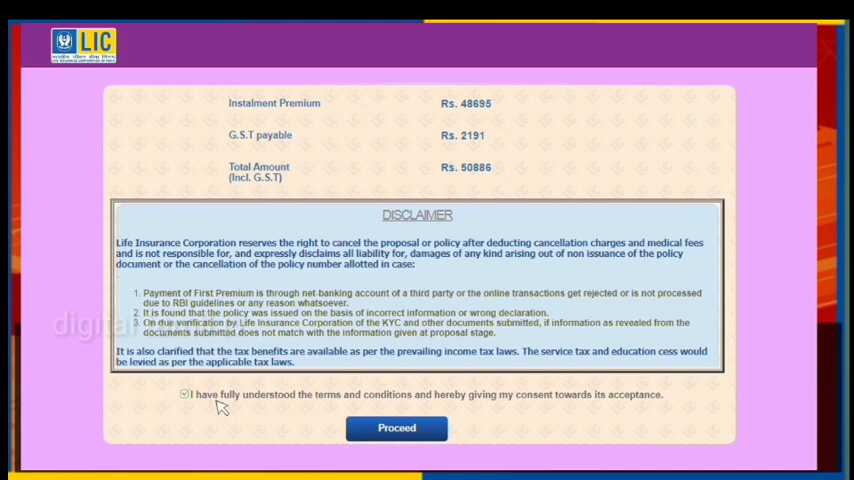 LIC
भारतीय जीवन बीमा निगम
LIFE INSURANCE CORPORATION OF INDIA
Instalment Premium Rs. 48695
G.S.T payable Rs. 2191
Total Amount Rs. 50886
(Incl. G.S.T)
DISCLAIMER
Life Insurance Corporation reserves the right to cancel the proposal or policy after deducting cancellation charges and medical fees
and is not responsible for, and expressly disclaims all liability for, damages of any kind arising out of non issuance of the policy
document or the cancellation of the policy number allotted in case:
1. Payment of First Premium is through net-banking account of a third party or the online transactions get rejected or is not processed
due to RBI guidelines or any reason whatsoever.
2. It is found that the policy was issued on the basis of incorrect information or wrong declaration.
3. On due verification by Life Insurance Corporation of the KYC and other documents submitted, if information as revealed from the
documents submitted does not match with the information given at proposal stage.
It is also clarified that the tax benefits are available as per the prevailing income tax laws. The service tax and education cess would
be levied as per the applicable tax laws.
I have fully understood the terms and conditions and hereby giving my consent towards its acceptance.
Proceed